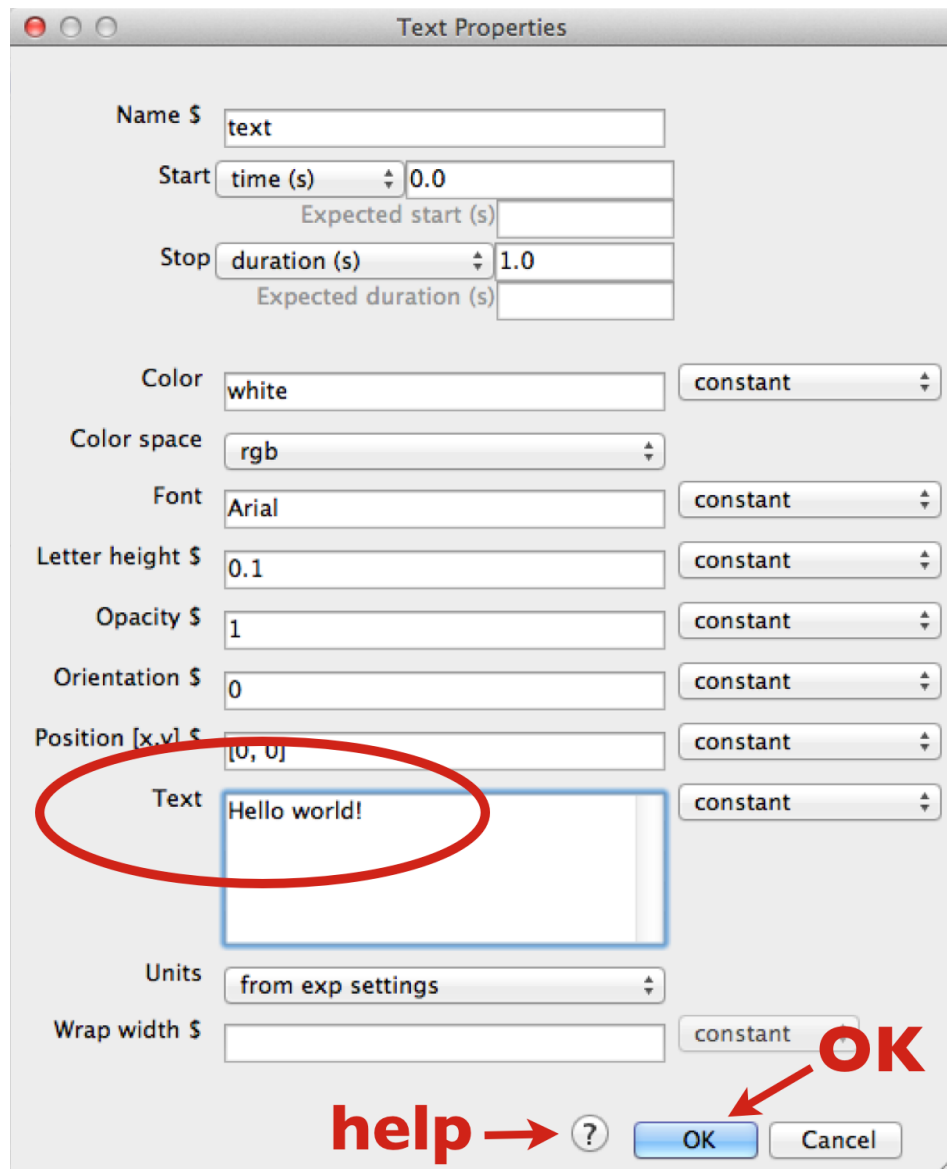 Text Properties
Name $ text
Start time (s) 0.0
Expected start (s)
Stop duration (s) 1.0
Expected duration (s)
Color white constant
Color space rgb
Font Arial constant
Letter height $ 0.1 constant
Opacity $ 1 constant
Orientation $ 0 constant
Position [x,y] $ [0, 0] constant
Text Hello world! constant
Units from exp settings
Wrap width $ constant
OK
help ? OK Cancel